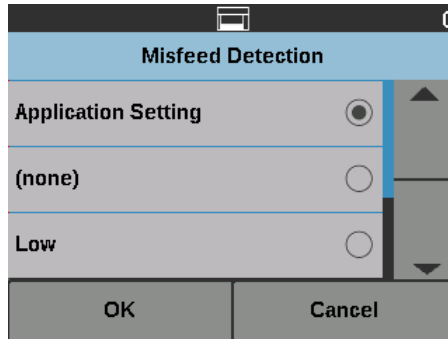 Misfeed Detection
Application Setting
(none)
Low
OK
Cancel